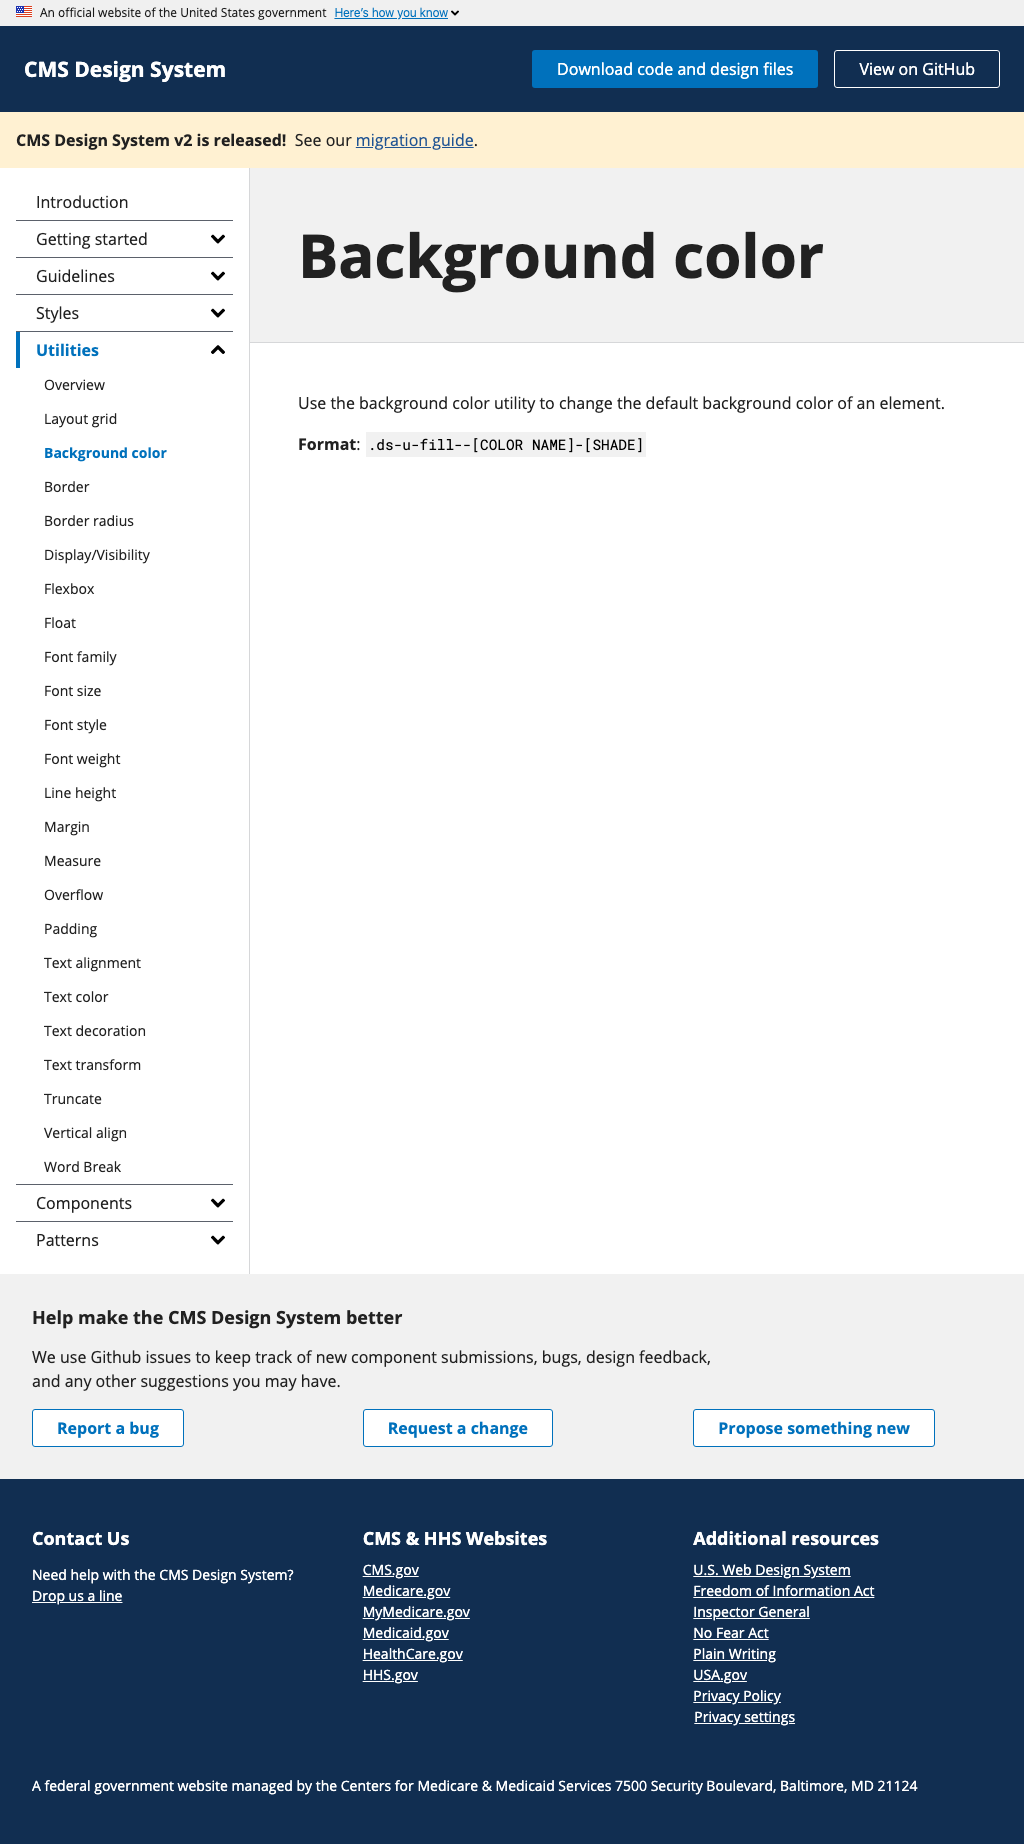 An official website of the United States government Here's how you know
CMS Design System
Download code and design files
View on GitHub
CMS Design System v2 is released! See our migration guide.
Introduction
Getting started
Guidelines
Styles
Utilities
Overview
Layout grid
Background color
Border
Border radius
Display/Visibility
Flexbox
Float
Font family
Font size
Font style
Font weight
Line height
Margin
Measure
Overflow
Padding
Text alignment
Text color
Text decoration
Text transform
Truncate
Vertical align
Word Break
Components
Patterns
Background color
Use the background color utility to change the default background color of an element.
Format: .ds-u-fill--[COLOR NAME]-[SHADE]
Help make the CMS Design System better
We use Github issues to keep track of new component submissions, bugs, design feedback,
and any other suggestions you may have.
Report a bug
Request a change
Propose something new
Contact Us
Need help with the CMS Design System?
Drop us a line
CMS & HHS Websites
CMS.gov
Medicare.gov
MyMedicare.gov
Medicaid.gov
HealthCare.gov
HHS.gov
Additional resources
U.S. Web Design System
Freedom of Information Act
Inspector General
No Fear Act
Plain Writing
USA.gov
Privacy Policy
Privacy settings
A federal government website managed by the Centers for Medicare & Medicaid Services 7500 Security Boulevard, Baltimore, MD 21124